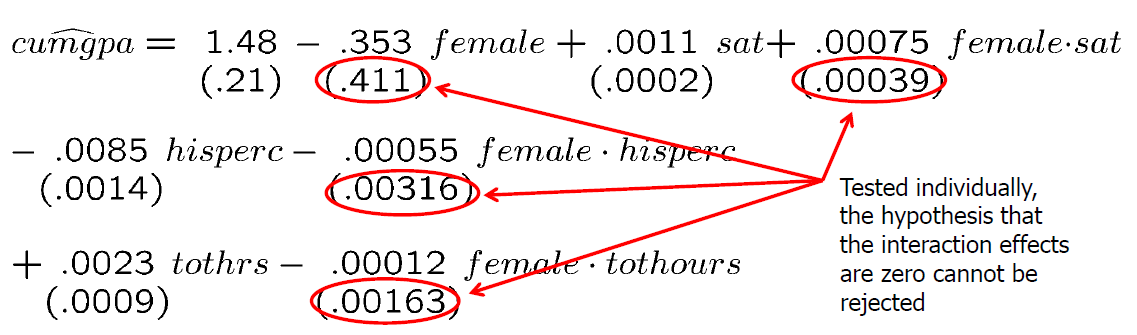 cumgpa^ = 1.48 − .353 female + .0011 sat+ .00075 female·sat
(.21) (.411) (.0002) (.00039)
− .0085 hisperc − .00055 female · hisperc
(.0014) (.00316)
+ .0023 tothrs − .00012 female · tothours
(.0009) (.00163)
Tested individually,
the hypothesis that
the interaction effects
are zero cannot be
rejected